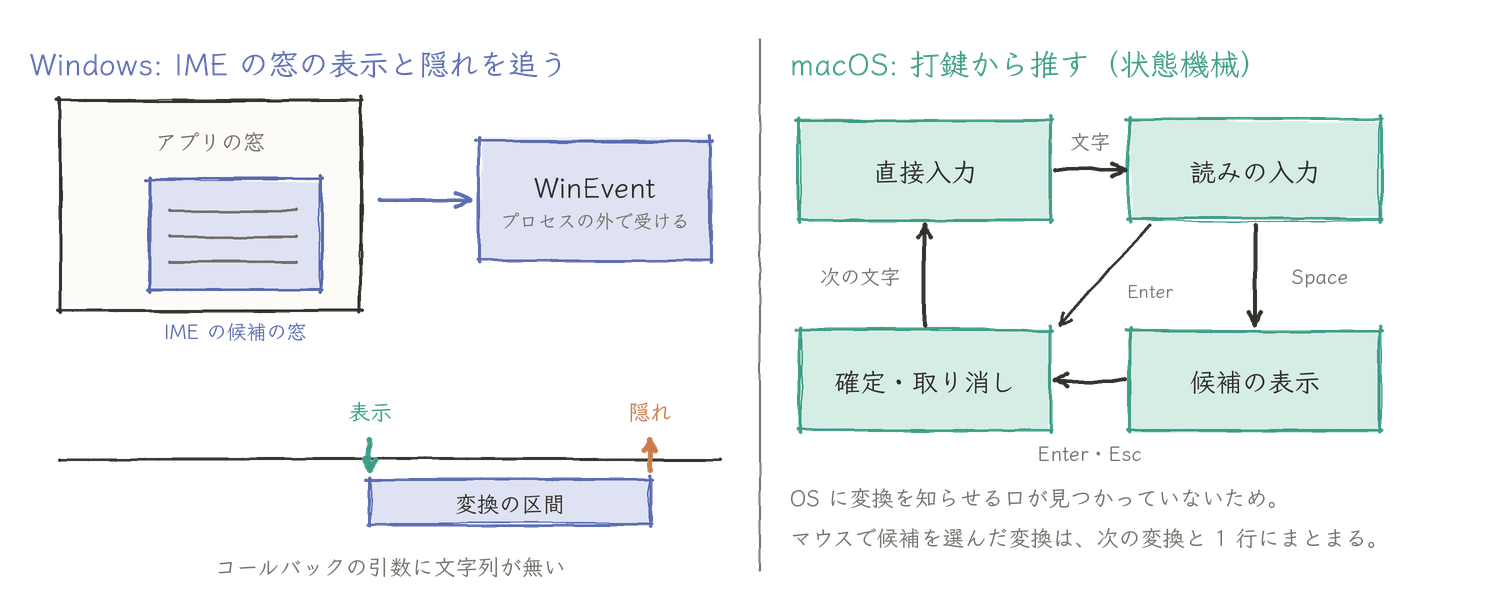 Windows: IME の窓の表示と隠れを追う
アプリの窓
IME の候補の窓
WinEvent
プロセスの外で受ける
表示
隠れ
変換の区間
コールバックの引数に文字列が無い
macOS: 打鍵から推す（状態機械）
直接入力
文字
読みの入力
次の文字
Enter
Space
確定・取り消し
候補の表示
Enter・Esc
OS に変換を知らせる口が見つかっていないため。
マウスで候補を選んだ変換は、次の変換と 1 行にまとまる。